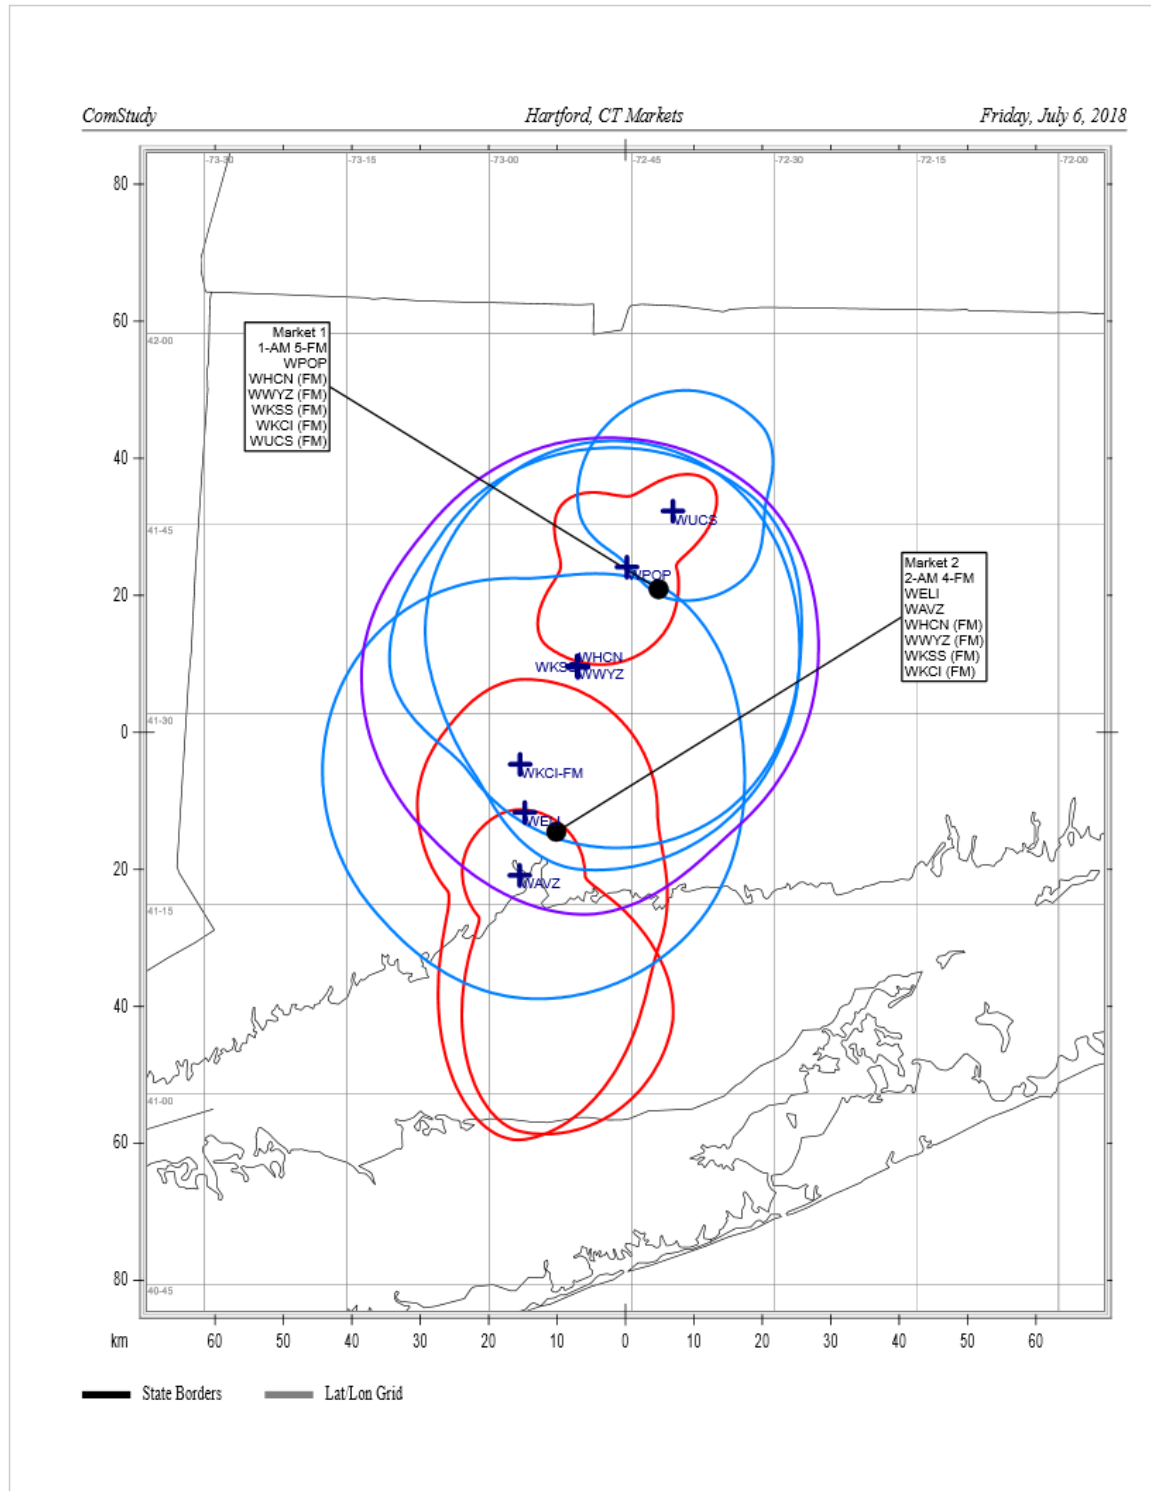 ComStudy Hartford, CT Markets Friday, July 6, 2018
-73-30 -73-15 -73-00 -72-45 -72-30 -72-15 -72-00
80
60
42-00
Market 1
1-AM 5-FM
WPOP
WHCN (FM)
WWYZ (FM)
WKSS (FM)
WKCI (FM)
WUCS (FM)
40
41-45
WUCS
Market 2
2-AM 4-FM
WELI
WAVZ
WHCN (FM)
WWYZ (FM)
WKSS (FM)
WKCI (FM)
WPOP
20
WHCN
WKSS
WWYZ
41-30
0
WKCI-FM
WELI
20
WAVZ
41-15
40
41-00
60
80
40-45
km 60 50 40 30 20 10 0 10 20 30 40 50 60
State Borders Lat/Lon Grid